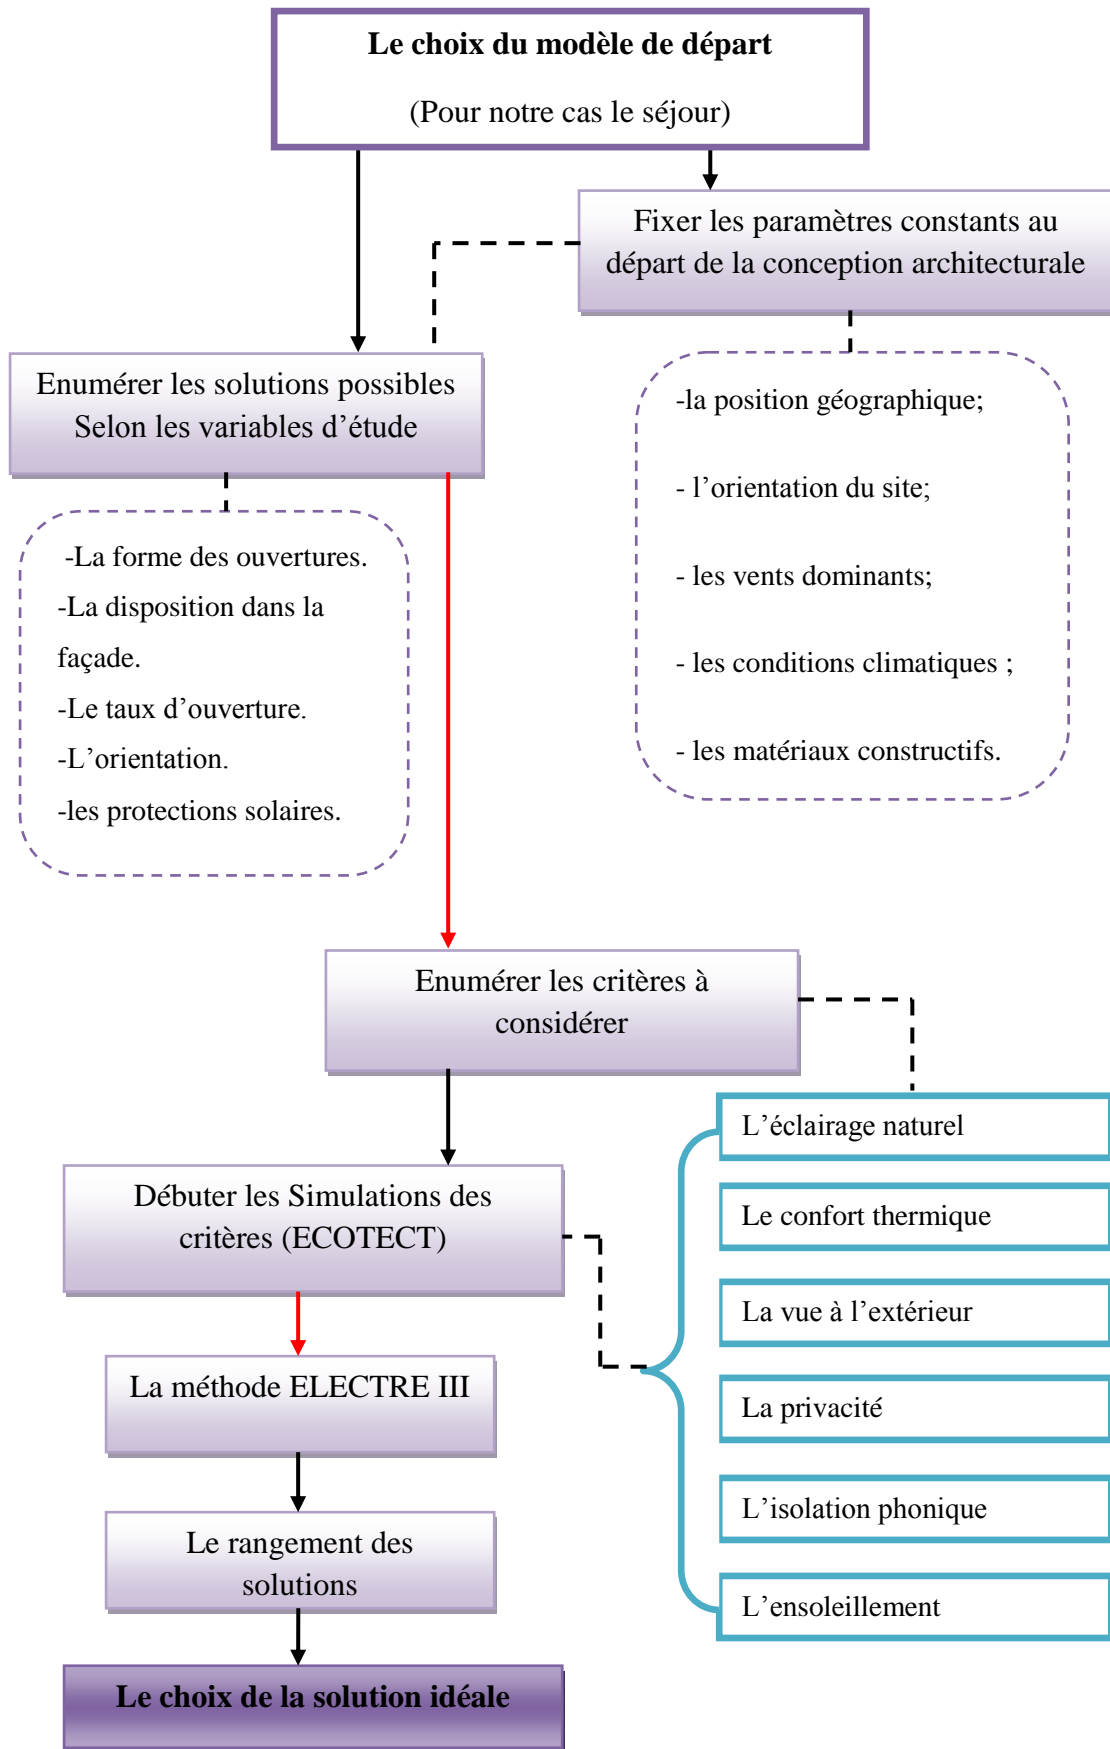 Le choix du modèle de départ
(Pour notre cas le séjour)
Fixer les paramètres constants au
départ de la conception architecturale
Enumérer les solutions possibles
Selon les variables d’étude
-la position géographique;
- l’orientation du site;
- les vents dominants;
- les conditions climatiques ;
- les matériaux constructifs.
-La forme des ouvertures.
-La disposition dans la
façade.
-Le taux d’ouverture.
-L’orientation.
-les protections solaires.
Enumérer les critères à
considérer
L’éclairage naturel
Le confort thermique
La vue à l’extérieur
La privacité
L’isolation phonique
L’ensoleillement
Débuter les Simulations des
critères (ECOTECT)
La méthode ELECTRE III
Le rangement des
solutions
Le choix de la solution idéale